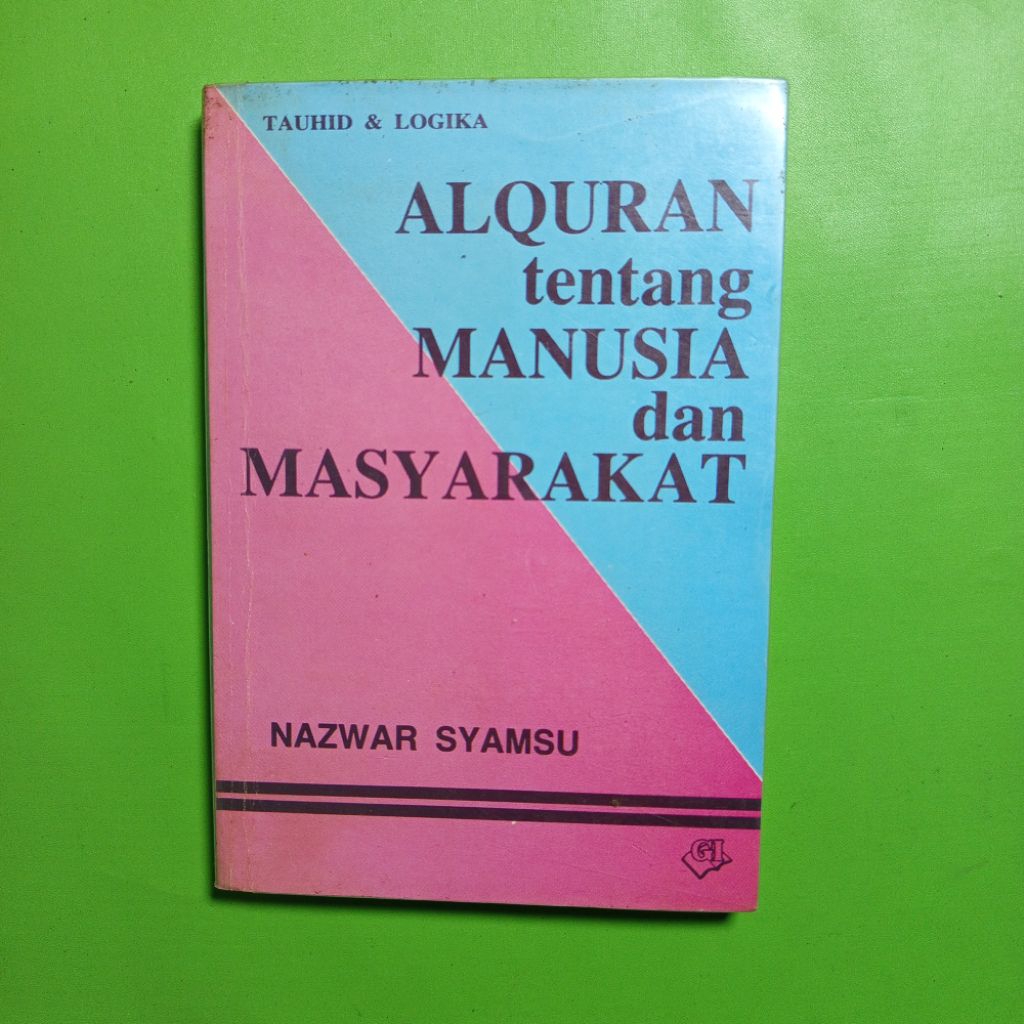 TAUHID & LOGIKA
ALQURAN
tentang
MANUSIA
dan
MASYARAKAT
NAZWAR SYAMSU
GI